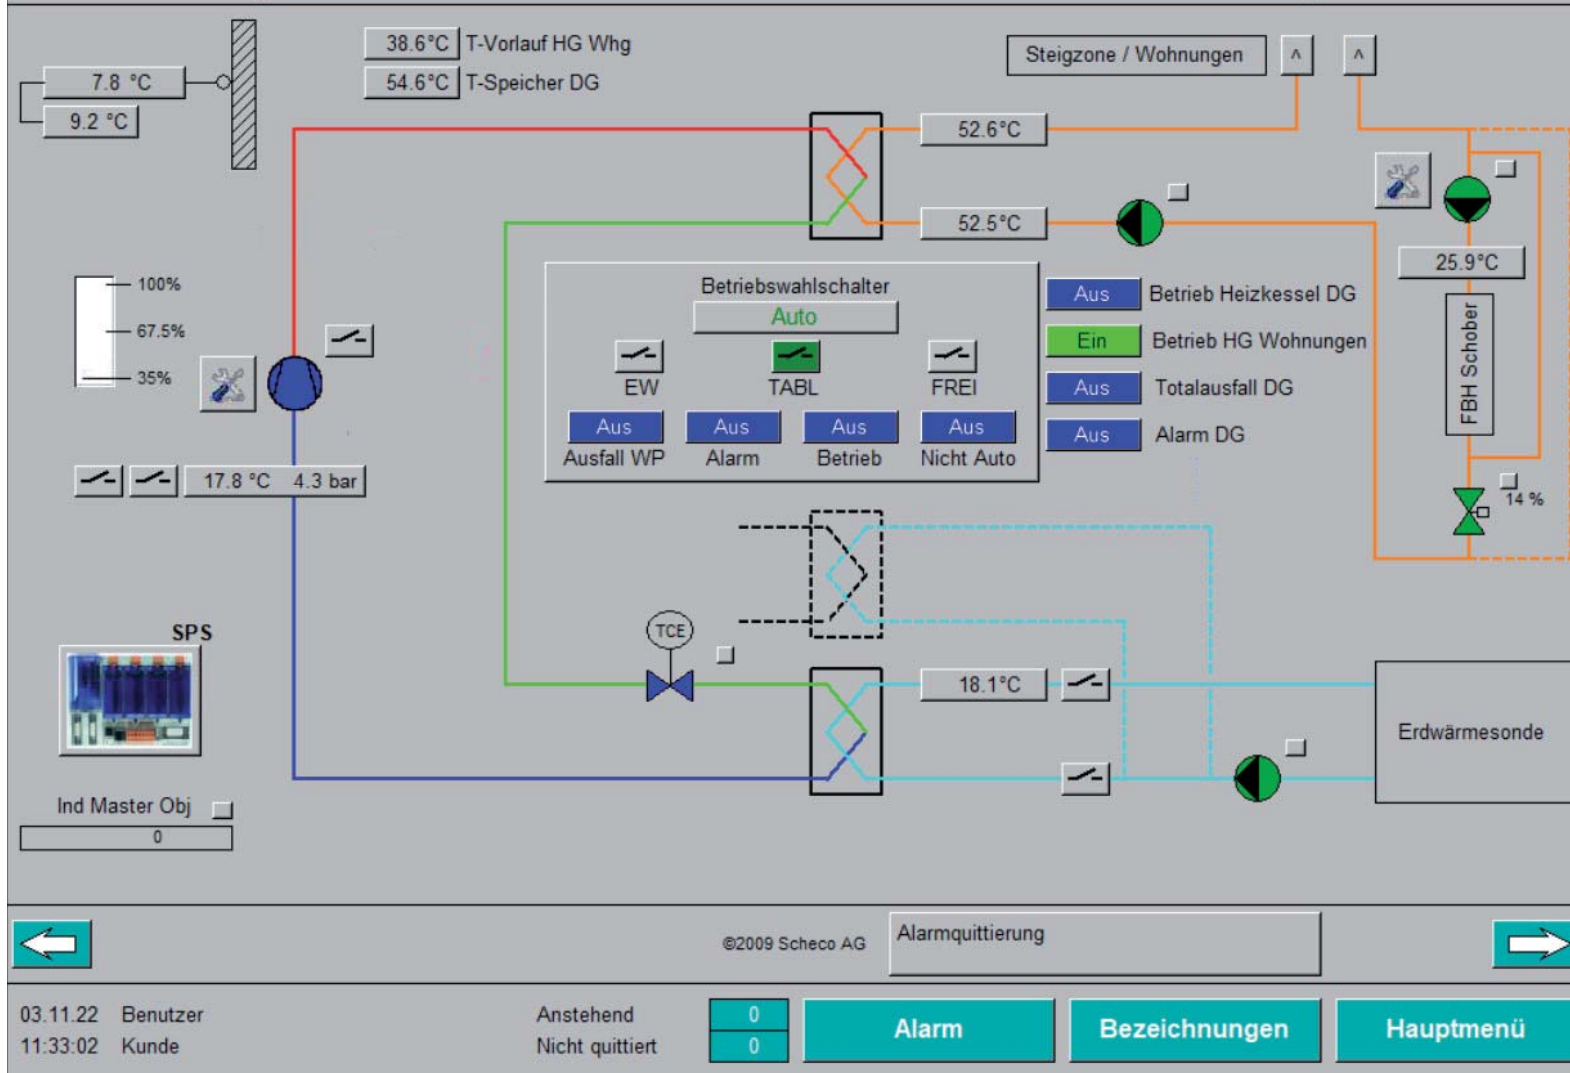 38.6°C T-Vorlauf HG Whg
54.6°C T-Speicher DG
Steigzone / Wohnungen ^ ^
7.8 °C
9.2 °C
52.6°C
52.5°C
25.9°C
100%
67.5%
35%
Betriebswahlschalter
Auto
EW TABL FREI
Aus Aus Aus Aus
Ausfall WP Alarm Betrieb Nicht Auto
Aus Betrieb Heizkessel DG
Ein Betrieb HG Wohnungen
Aus Totalausfall DG
Aus Alarm DG
FBH Schober
17.8 °C 4.3 bar
14 %
TCE
SPS
18.1°C
Erdwärmesonde
Ind Master Obj
0
©2009 Scheco AG
Alarmquittierung
03.11.22 Benutzer
11:33:02 Kunde
Anstehend 0
Nicht quittiert 0
Alarm
Bezeichnungen
Hauptmenü